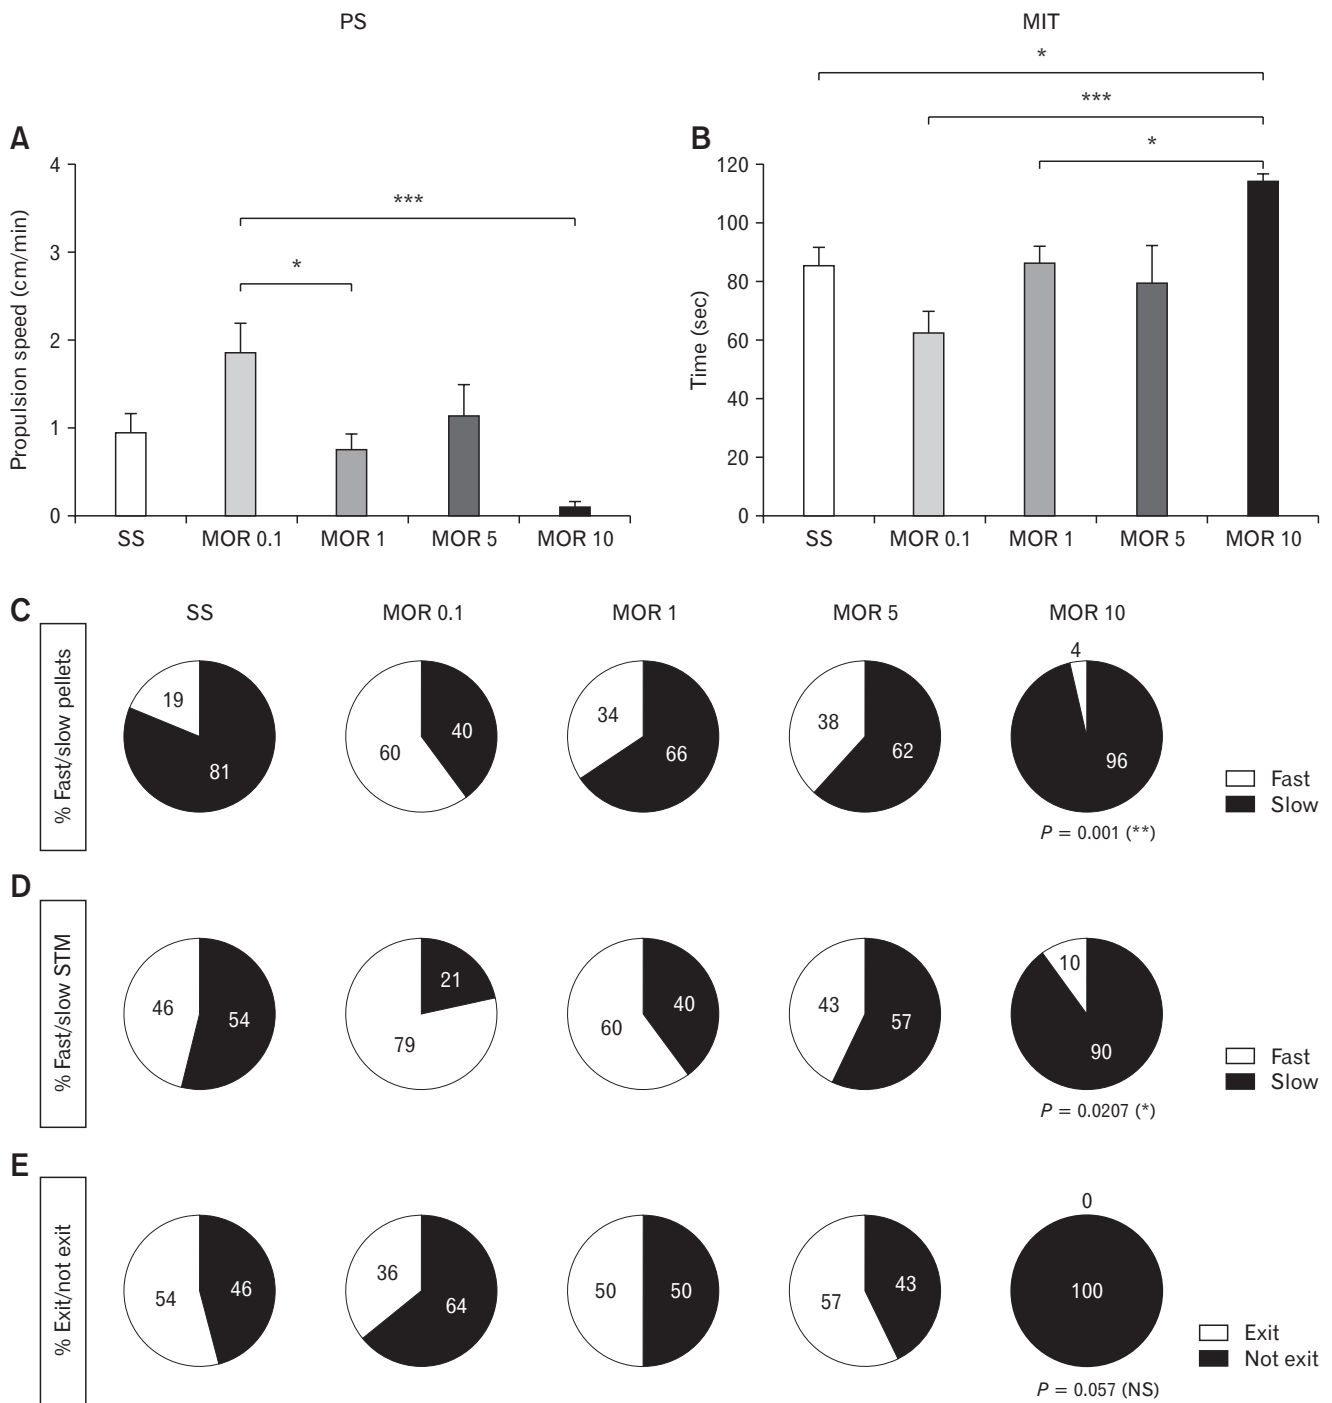 PS
MIT
*
***
*
A
B
4
3
2
1
0
Propulsion speed (cm/min)
***
*
SS MOR 0.1 MOR 1 MOR 5 MOR 10
120
100
80
60
40
20
0
Time (sec)
SS MOR 0.1 MOR 1 MOR 5 MOR 10
C
SS MOR 0.1 MOR 1 MOR 5 MOR 10
% Fast/slow pellets
19 81
60 40
34 66
38 62
4 96
Fast
Slow
P = 0.001 (**)
D
% Fast/slow STM
46 54
79 21
60 40
43 57
10 90
Fast
Slow
P = 0.0207 (*)
E
% Exit/not exit
54 46
36 64
50 50
57 43
0 100
Exit
Not exit
P = 0.057 (NS)